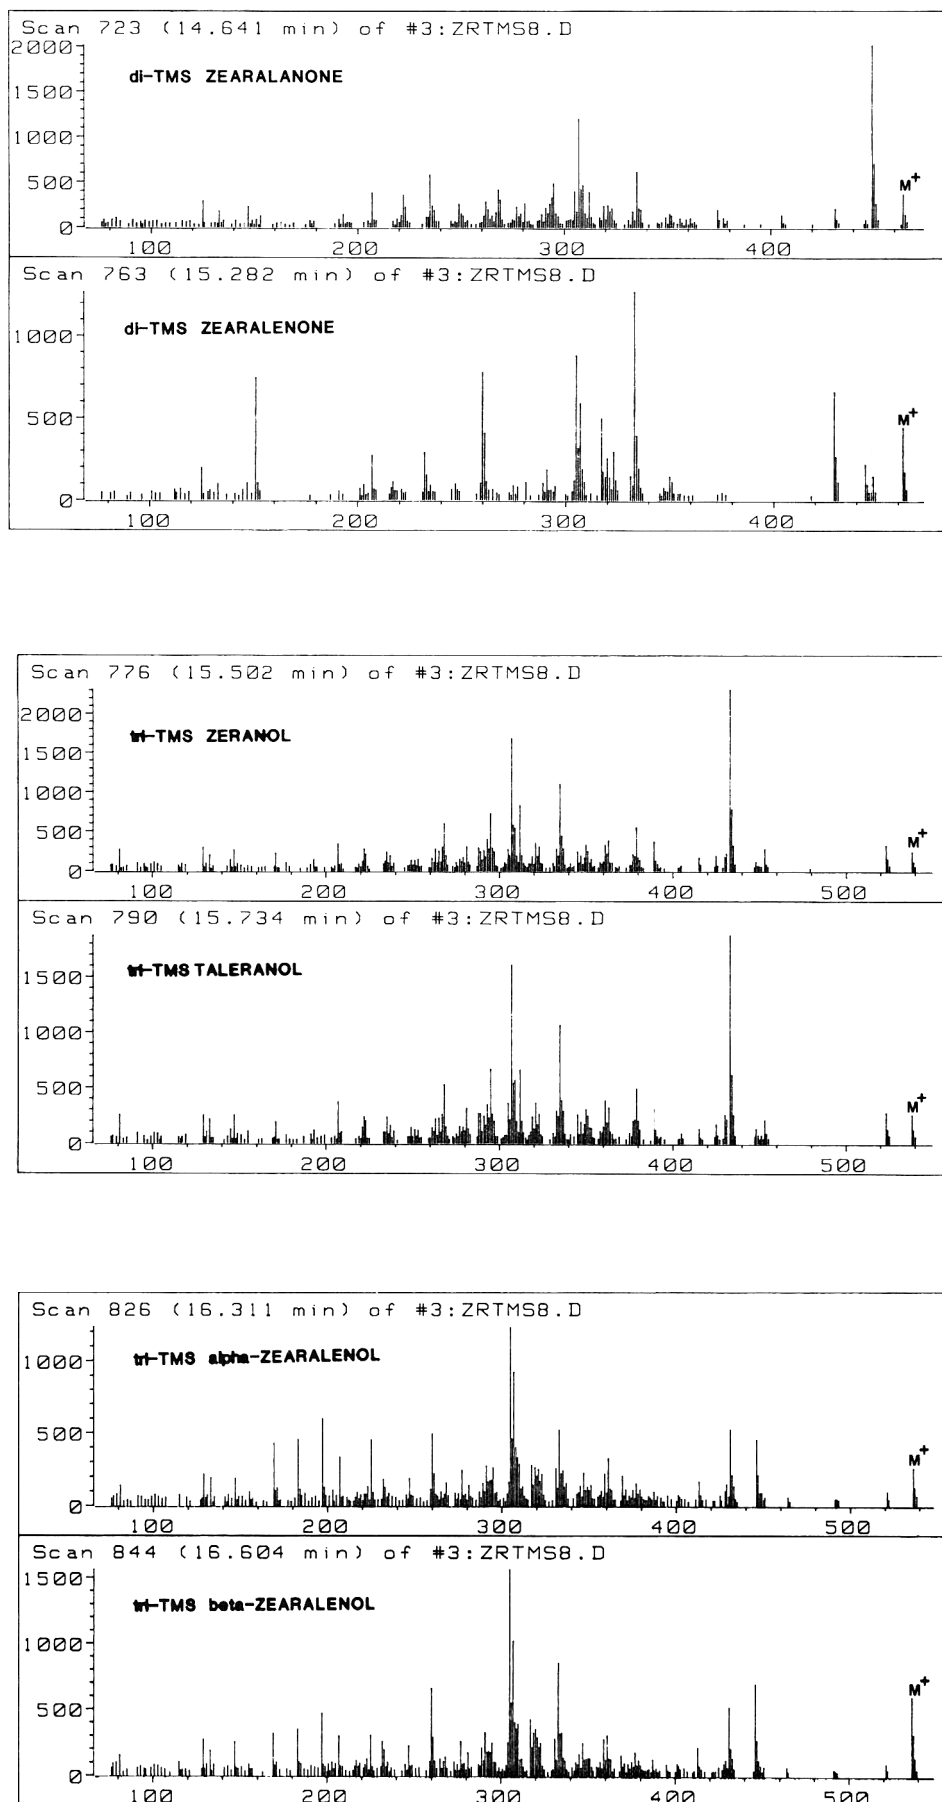 Scan 723 (14.641 min) of #3:ZRTMS8.D
2000
di-TMS ZEARALANONE
1500
1000
500
M+
0
100 200 300 400
Scan 763 (15.282 min) of #3:ZRTMS8.D
di-TMS ZEARALENONE
1000
500
M+
0
100 200 300 400
Scan 776 (15.502 min) of #3:ZRTMS8.D
2000
tri-TMS ZERANOL
1500
1000
500
M+
0
100 200 300 400 500
Scan 790 (15.734 min) of #3:ZRTMS8.D
tri-TMS TALERANOL
1500
1000
500
M+
0
100 200 300 400 500
Scan 826 (16.311 min) of #3:ZRTMS8.D
tri-TMS alpha-ZEARALENOL
1000
500
M+
0
100 200 300 400 500
Scan 844 (16.604 min) of #3:ZRTMS8.D
1500
tri-TMS beta-ZEARALENOL
1000
500
M+
0
100 200 300 400 500